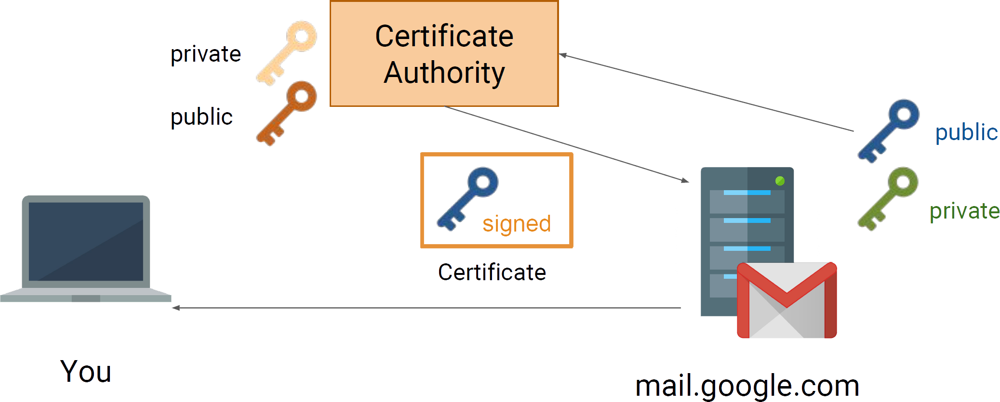 Certificate
Authority
private
public
public
private
signed
Certificate
You
mail.google.com